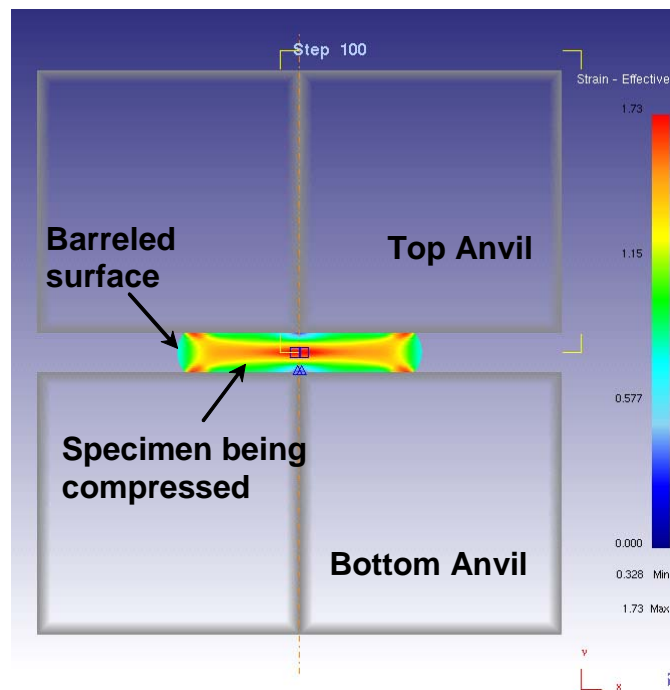 Step 100
Strain - Effective
1.73
Barreled
surface
Top Anvil
1.15
0.577
Specimen being
compressed
0.000
Bottom Anvil
0.328 Min
1.73 Max
Y
X